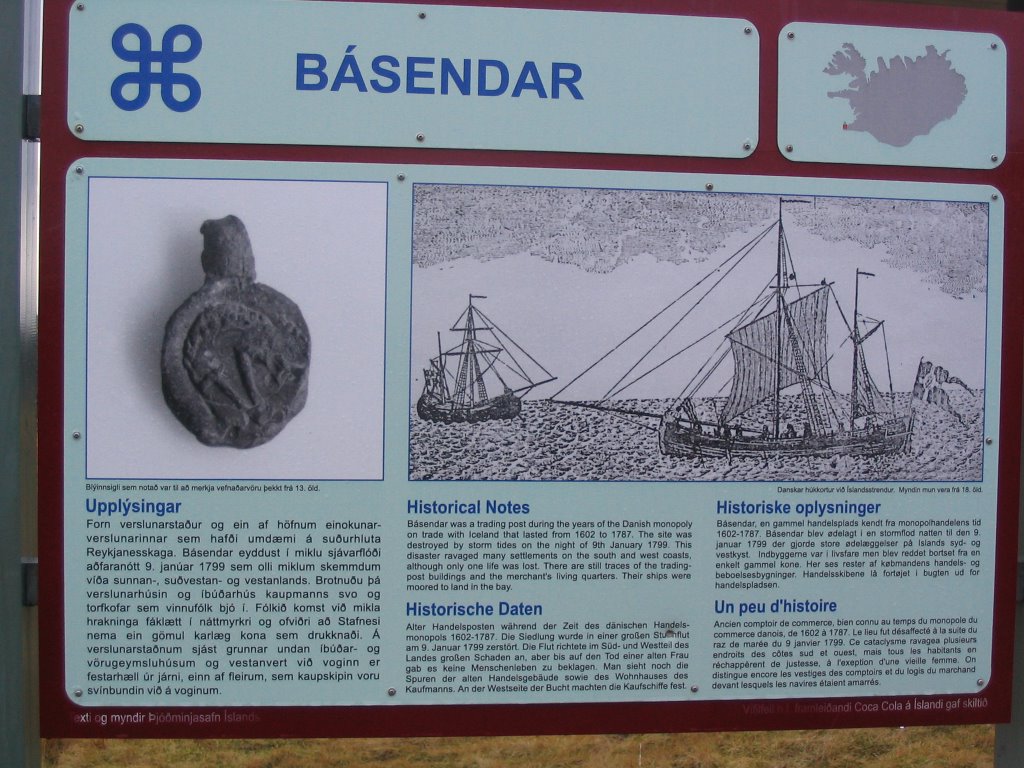 BÁSENDAR
Blýinnsigli sem notað var til að merkja vefnaðarvöru þekkt frá 13. öld.
Danskar húkkortur við Íslandsstrendur. Myndin mun vera frá 18. öld.
Upplýsingar
Forn verslunarstaður og ein af höfnum einokunar-
verslunarinnar sem hafði umdæmi á suðurhluta
Reykjanesskaga. Básendar eyddust í miklu sjávarflóði
aðfaranótt 9. janúar 1799 sem olli miklum skemmdum
víða sunnan-, suðvestan- og vestanlands. Brotnuðu þá
verslunarhúsin og íbúðarhús kaupmanns svo og
torfkofar sem vinnufólk bjó í. Fólkið komst við mikla
hrakninga fáklætt í náttmyrkri og ofviðri að Stafnesi
nema ein gömul karlæg kona sem drukknaði. Á
verslunarstaðnum sjást grunnar undan íbúðar- og
vörugeymsluhúsum og vestanvert við voginn er
festarhæll úr járni, einn af fleirum, sem kaupskipin voru
svínbundin við á voginum.
Historical Notes
Básendar was a trading post during the years of the Danish monopoly
on trade with Iceland that lasted from 1602 to 1787. The site was
destroyed by storm tides on the night of 9th January 1799. This
disaster ravaged many settlements on the south and west coasts,
although only one life was lost. There are still traces of the trading-
post buildings and the merchant's living quarters. Their ships were
moored to land in the bay.
Historische Daten
Alter Handelsposten während der Zeit des dänischen Handels-
monopols 1602-1787. Die Siedlung wurde in einer großen Sturmflut
am 9. Januar 1799 zerstört. Die Flut richtete im Süd- und Westteil des
Landes großen Schaden an, aber bis auf den Tod einer alten Frau
gab es keine Menschenleben zu beklagen. Man sieht noch die
Spuren der alten Handelsgebäude sowie des Wohnhauses des
Kaufmanns. An der Westseite der Bucht machten die Kaufschiffe fest.
Historiske oplysninger
Básendar, en gammel handelsplads kendt fra monopolhandelens tid
1602-1787. Básendar blev ødelagt i en stormflod natten til den 9.
januar 1799 der gjorde store ødelæggelser på Islands syd- og
vestkyst. Indbyggerne var i livsfare men blev reddet bortset fra en
enkelt gammel kone. Her ses rester af købmandens handels- og
beboelsesbygninger. Handelsskibene lå fortøjet i bugten ud for
handelspladsen.
Un peu d'histoire
Ancien comptoir de commerce, bien connu au temps du monopole du
commerce danois, de 1602 à 1787. Le lieu fut désaffecté à la suite du
raz de marée du 9 janvier 1799. Ce cataclysme ravagea plusieurs
endroits des côtes sud et ouest, mais tous les habitants en
réchappèrent de justesse, à l'exeption d'une vieille femme. On
distingue encore les vestiges des comptoirs et du logis du marchand
devant lesquels les navires étaient amarrés.
exti og myndir Þjóðminjasafn Íslands
Vífilfell h.f. framleiðandi Coca Cola á Íslandi gaf skiltið